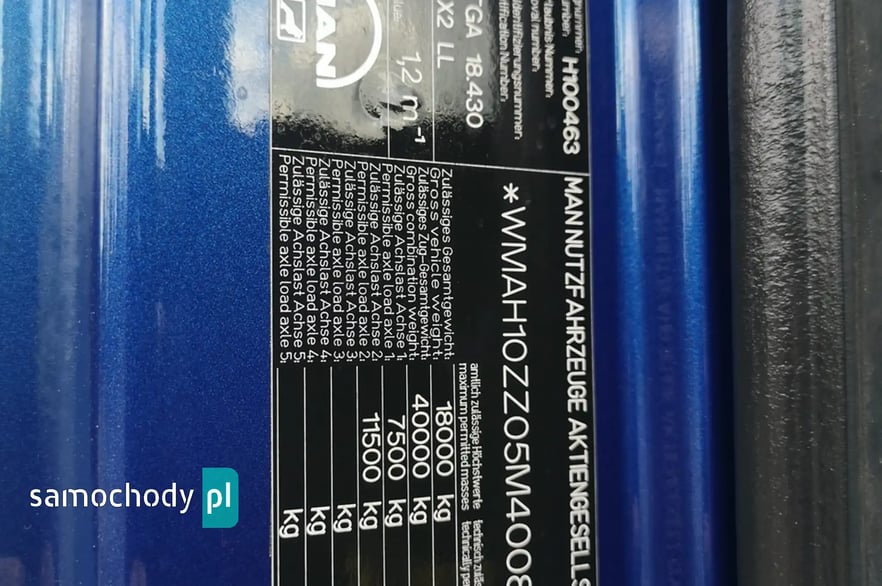 MAN NUTZFAHRZEUGE AKTIENGESELLS
H100463
GA 18.430
X2 LL
1,2 m⁻¹
MAN
*WMAH10ZZ05M4008
amtlich zulässige Höchstwerte
maximum permitted masses
Zulässiges Gesamtgewicht:
Gross vehicle weight: 18000 kg
Zulässiges Zug-Gesamtgewicht:
Gross combination weight: 40000 kg
Zulässige Achslast Achse 1:
Permissible axle load axle 1: 7500 kg
Zulässige Achslast Achse 2:
Permissible axle load axle 2: 11500 kg
Zulässige Achslast Achse 3:
Permissible axle load axle 3: kg
Zulässige Achslast Achse 4:
Permissible axle load axle 4: kg
Zulässige Achslast Achse 5:
Permissible axle load axle 5: kg
samochody pl